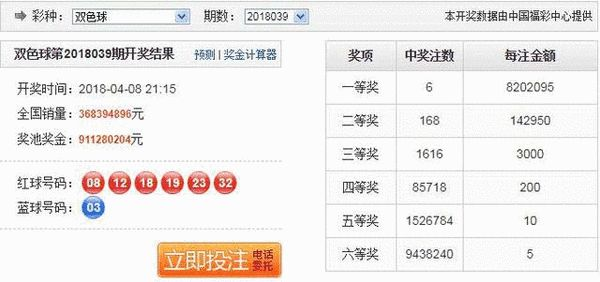 彩种： 双色球 期数： 2018039 本开奖数据由中国福彩中心提供
双色球第2018039期开奖结果 预测 | 奖金计算器
开奖时间：2018-04-08 21:15
全国销量：368394896元
奖池奖金：911280204元
红球号码： 08 12 18 19 23 32
蓝球号码： 03
立即投注 电话委托
奖项 中奖注数 每注金额
一等奖 6 8202095
二等奖 168 142950
三等奖 1616 3000
四等奖 85718 200
五等奖 1526784 10
六等奖 9438240 5